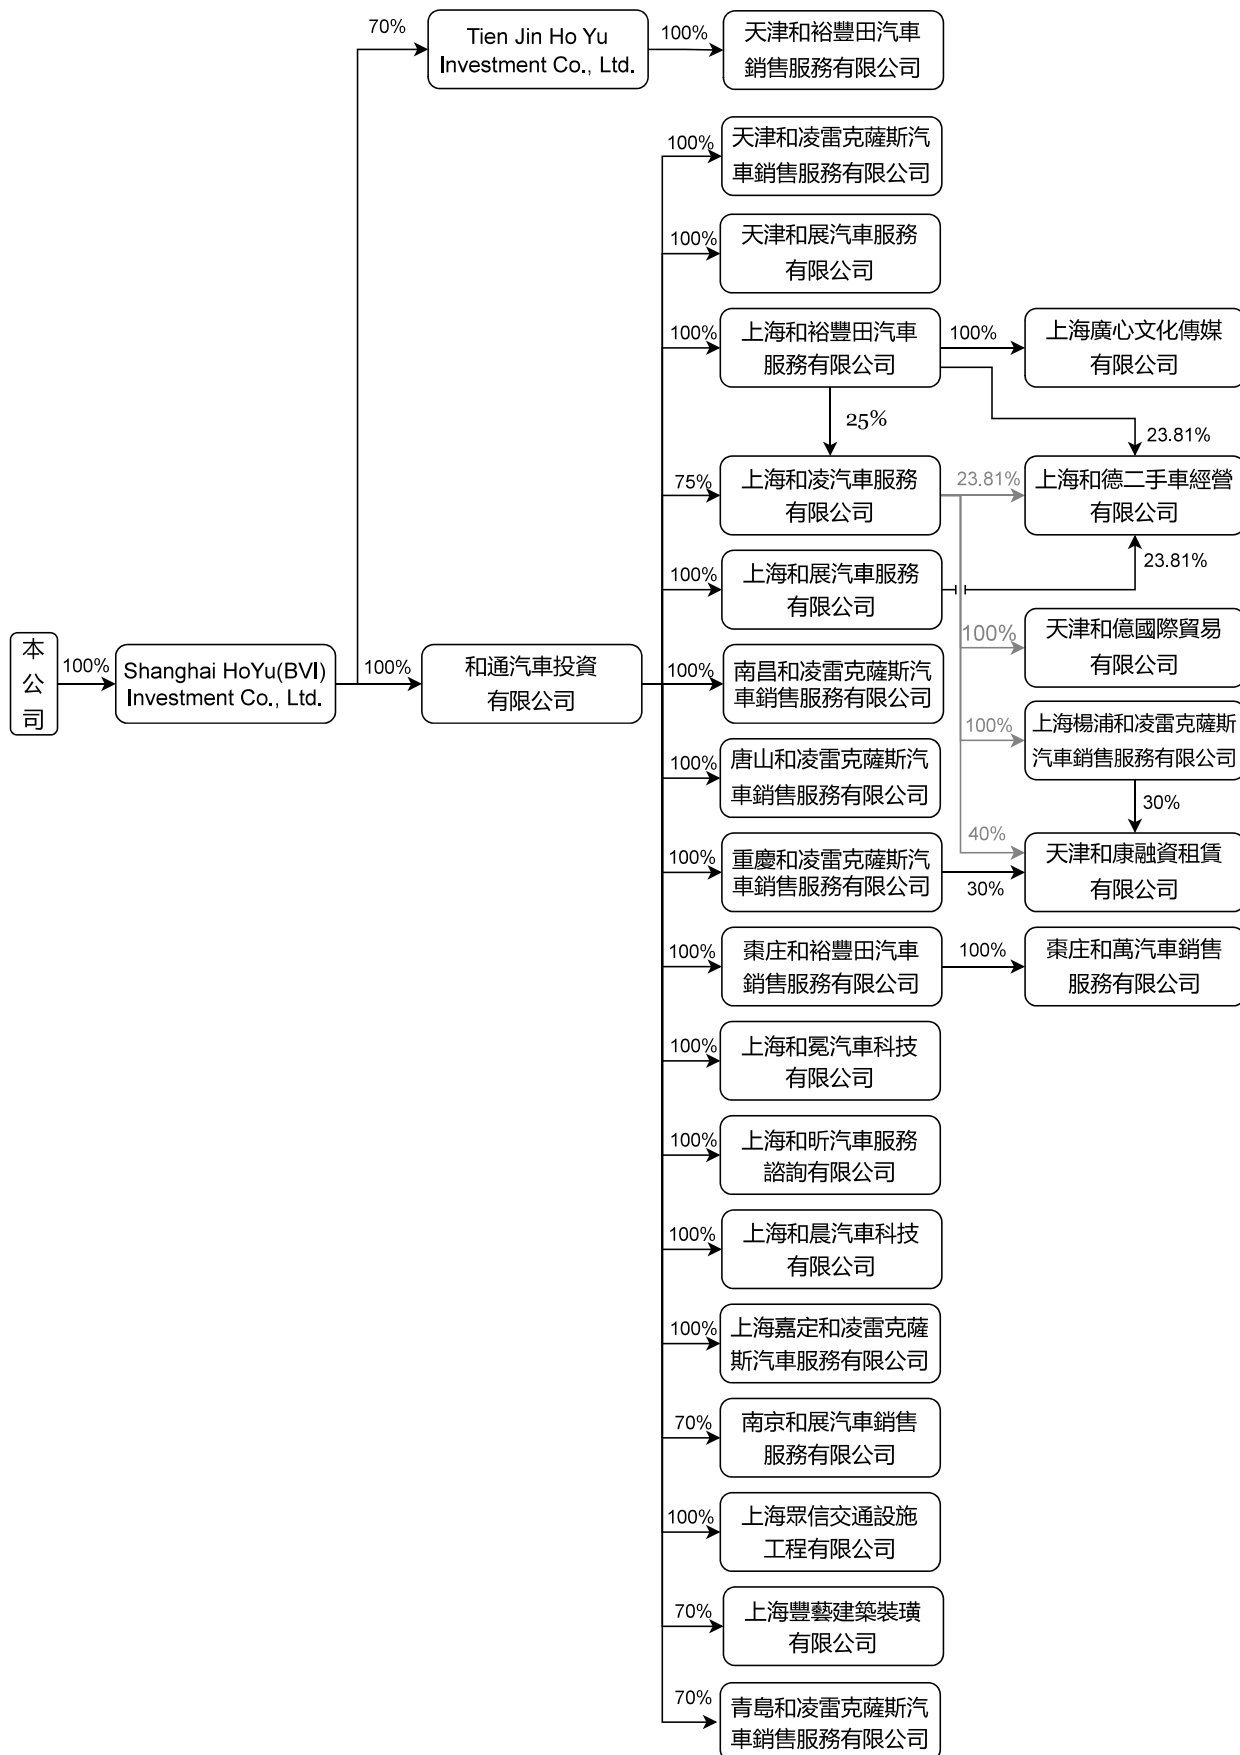 70%
Tien Jin Ho Yu
Investment Co., Ltd.
100%
天津和裕豐田汽車
銷售服務有限公司
100%
天津和凌雷克薩斯汽
車銷售服務有限公司
100%
天津和展汽車服務
有限公司
100%
上海和裕豐田汽車
服務有限公司
100%
上海廣心文化傳媒
有限公司
25%
23.81%
75%
上海和凌汽車服務
有限公司
23.81%
上海和德二手車經營
有限公司
100%
上海和展汽車服務
有限公司
23.81%
100%
天津和億國際貿易
有限公司
本
公
司
100%
Shanghai HoYu(BVI)
Investment Co., Ltd.
100%
和通汽車投資
有限公司
100%
南昌和凌雷克薩斯汽
車銷售服務有限公司
100%
上海楊浦和凌雷克薩斯
汽車銷售服務有限公司
100%
唐山和凌雷克薩斯汽
車銷售服務有限公司
30%
40%
100%
重慶和凌雷克薩斯汽
車銷售服務有限公司
30%
天津和康融資租賃
有限公司
100%
棗庄和裕豐田汽車
銷售服務有限公司
100%
棗庄和萬汽車銷售
服務有限公司
100%
上海和冕汽車科技
有限公司
100%
上海和昕汽車服務
諮詢有限公司
100%
上海和晨汽車科技
有限公司
100%
上海嘉定和凌雷克薩
斯汽車服務有限公司
70%
南京和展汽車銷售
服務有限公司
100%
上海眾信交通設施
工程有限公司
70%
上海豐藝建築裝璜
有限公司
70%
青島和凌雷克薩斯汽
車銷售服務有限公司